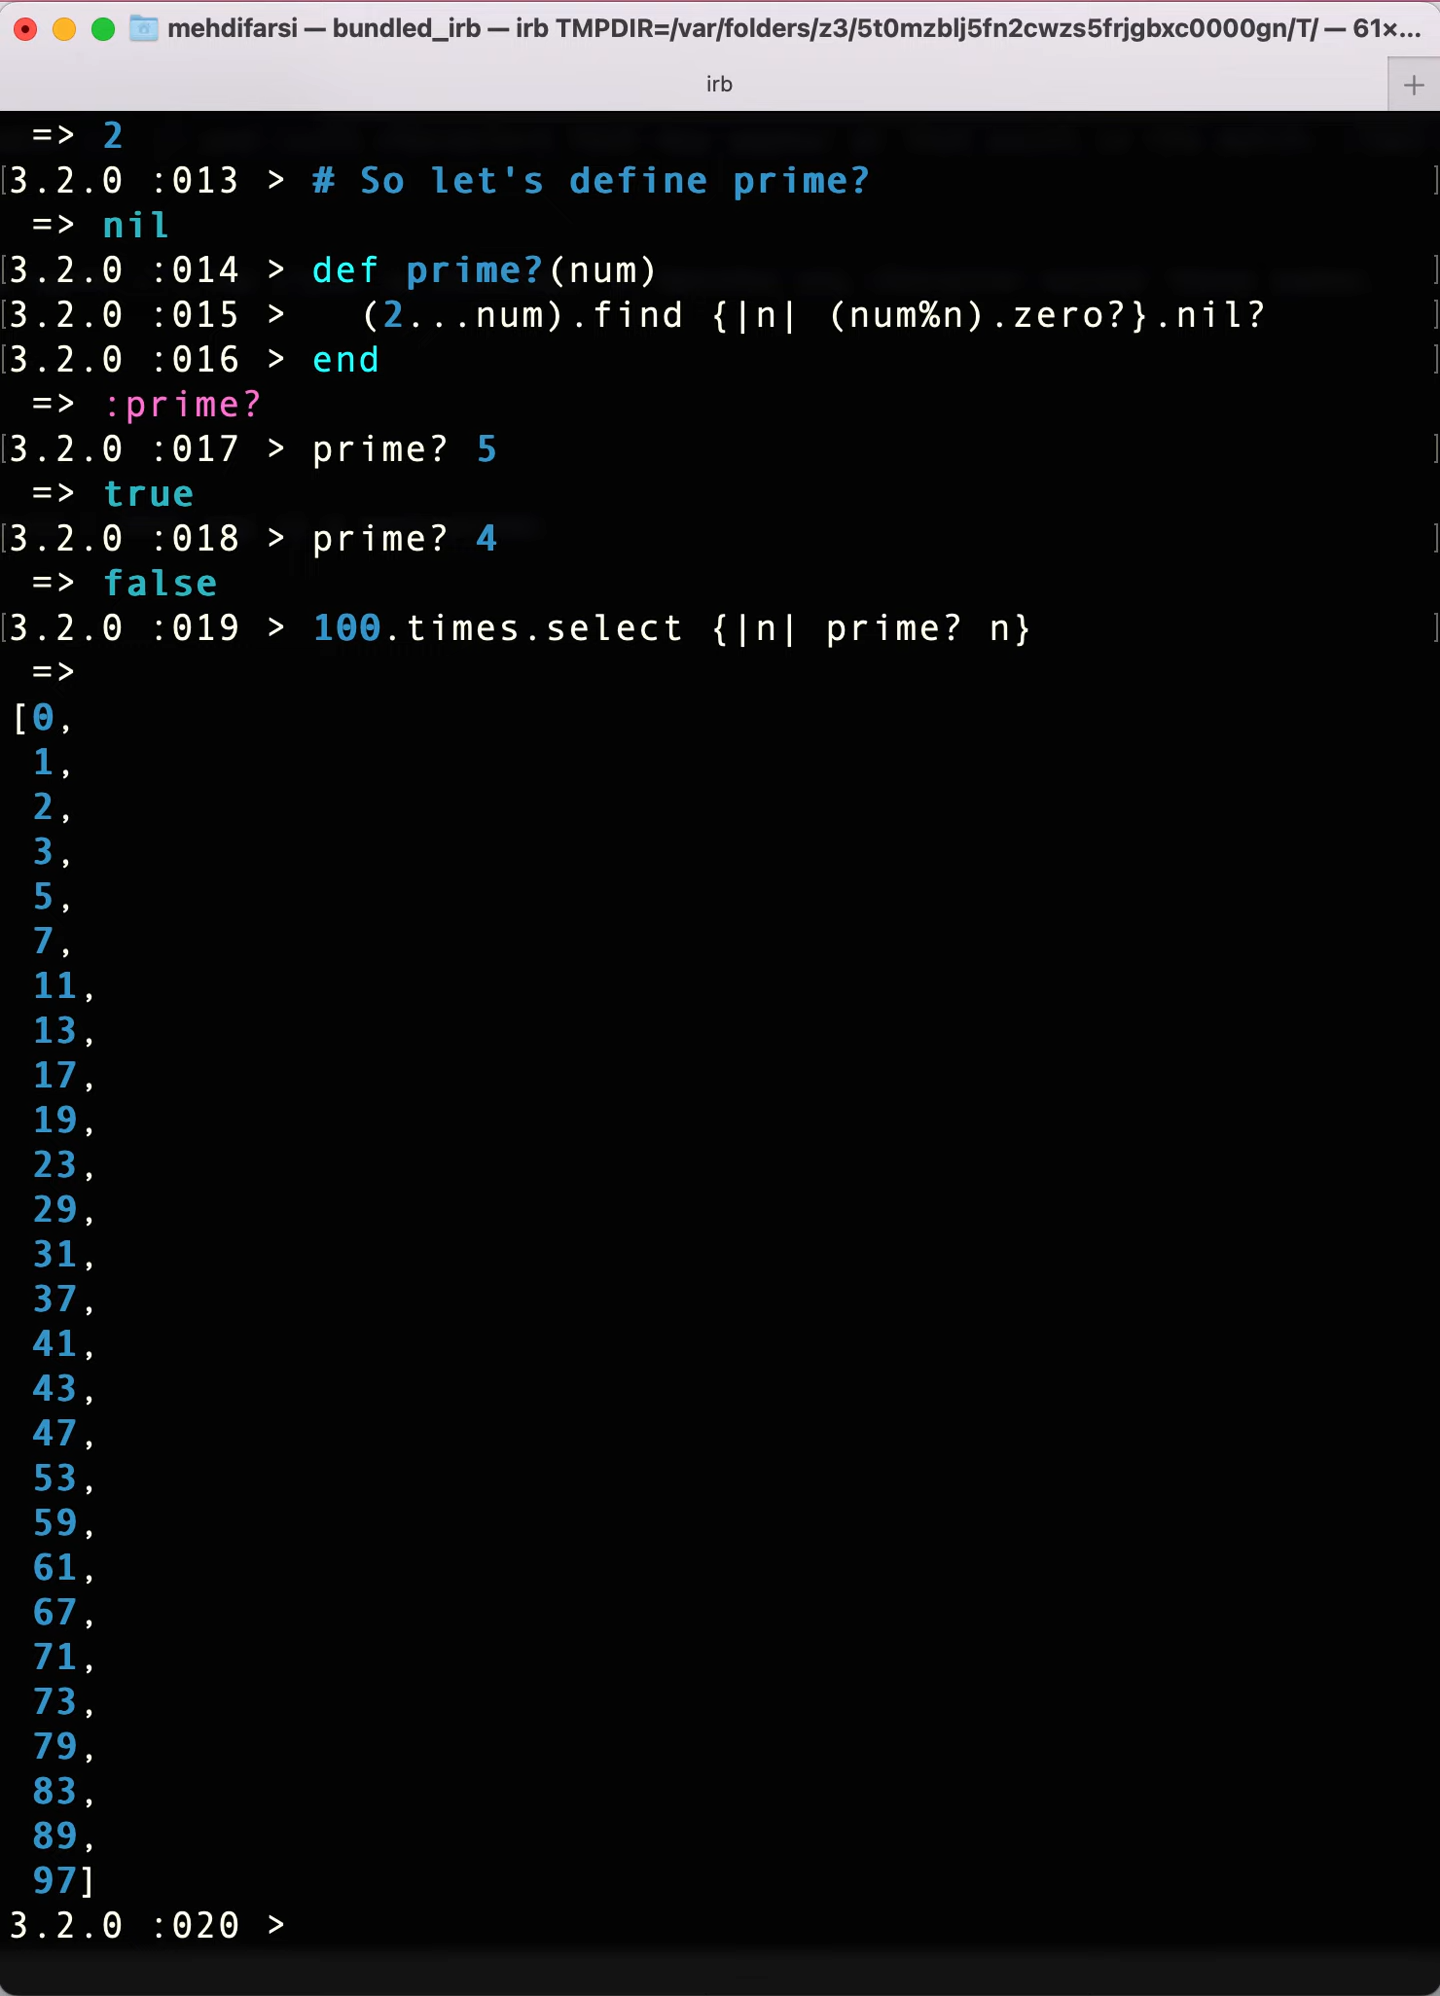 mehdifarsi — bundled_irb — irb TMPDIR=/var/folders/z3/5t0mzblj5fn2cwzs5frjgbxc0000gn/T/ — 61×...
irb
=> 2
3.2.0 :013 > # So let's define prime?
=> nil
3.2.0 :014 > def prime?(num)
3.2.0 :015 >   (2...num).find {|n| (num%n).zero?}.nil?
3.2.0 :016 > end
=> :prime?
3.2.0 :017 > prime? 5
=> true
3.2.0 :018 > prime? 4
=> false
3.2.0 :019 > 100.times.select {|n| prime? n}
=>
[0,
1,
2,
3,
5,
7,
11,
13,
17,
19,
23,
29,
31,
37,
41,
43,
47,
53,
59,
61,
67,
71,
73,
79,
83,
89,
97]
3.2.0 :020 >